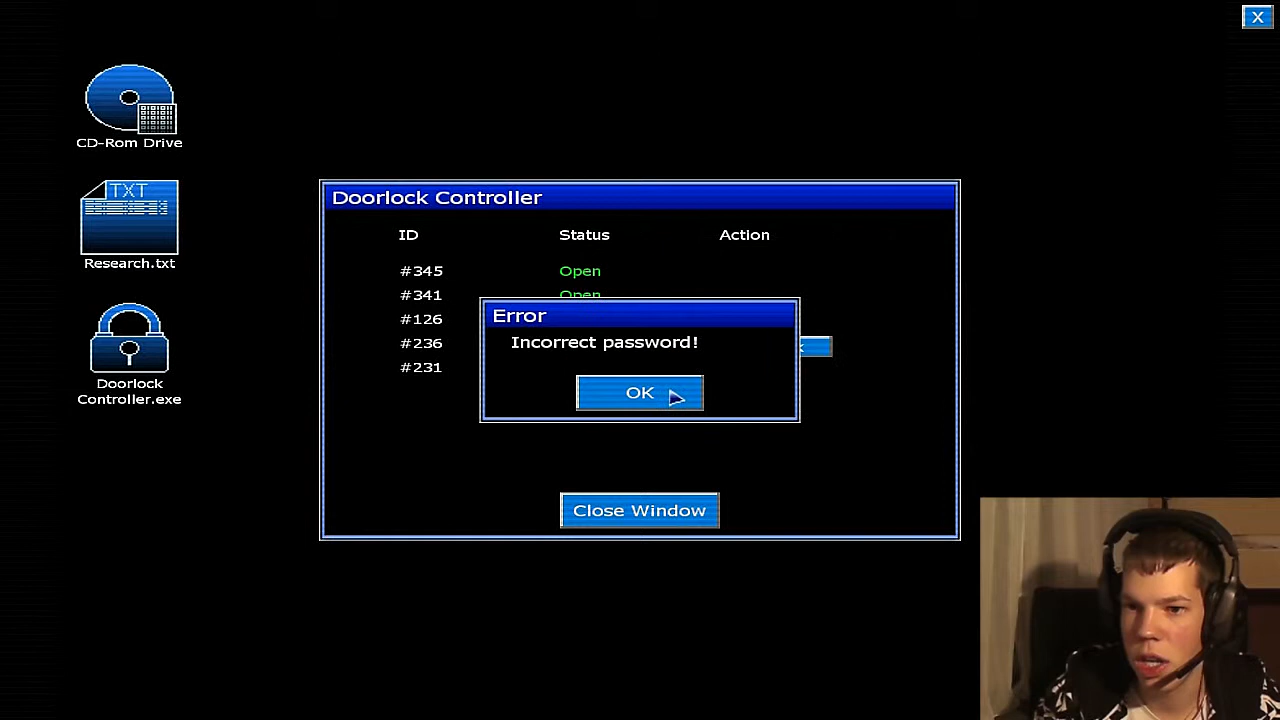 X
CD-Rom Drive
TXT
Research.txt
Doorlock
Controller.exe
Doorlock Controller
ID Status Action
#345 Open
#341 Open
#126
#236
#231
Error
Incorrect password!
OK
Close Window